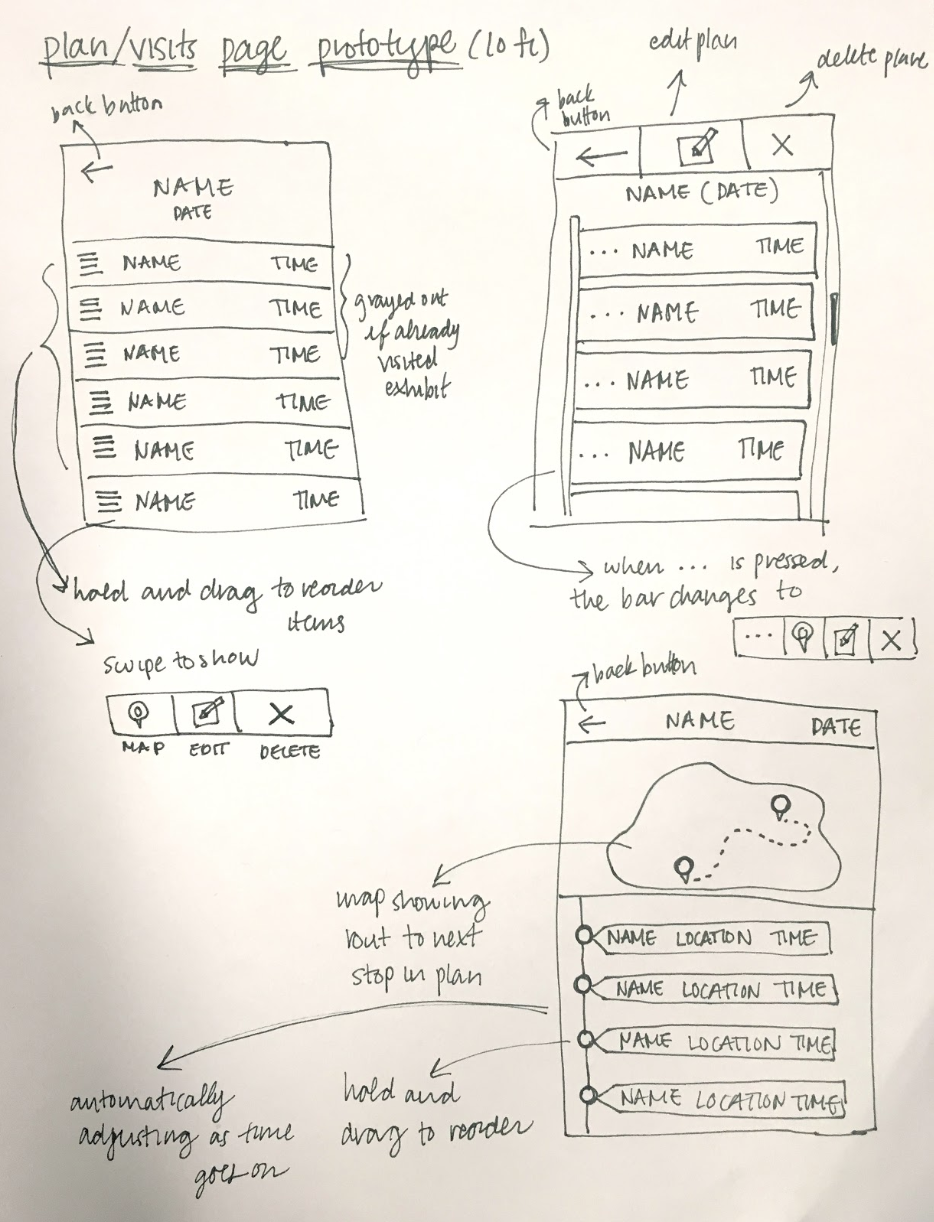 plan/visits page prototype (lo fi)
back button
←
NAME
DATE
NAME TIME
NAME TIME
NAME TIME
NAME TIME
NAME TIME
NAME TIME
grayed out
if already
visited
exhibit
hold and drag to reorder
items
swipe to show
MAP EDIT DELETE
edit plan
delete plane
back
button
NAME (DATE)
... NAME TIME
... NAME TIME
... NAME TIME
... NAME TIME
when ... is pressed,
the bar changes to
...
back button
NAME DATE
map showing
rout to next
stop in plan
NAME LOCATION TIME
NAME LOCATION TIME
NAME LOCATION TIME
NAME LOCATION TIME
automatically
adjusting as time
goes on
hold and
drag to reorder